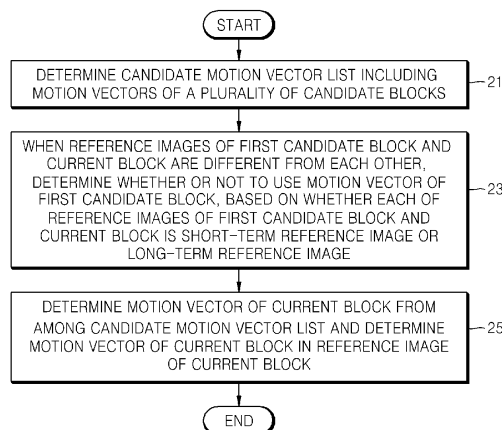 START
DETERMINE CANDIDATE MOTION VECTOR LIST INCLUDING
MOTION VECTORS OF A PLURALITY OF CANDIDATE BLOCKS
21
WHEN REFERENCE IMAGES OF FIRST CANDIDATE BLOCK AND
CURRENT BLOCK ARE DIFFERENT FROM EACH OTHER,
DETERMINE WHETHER OR NOT TO USE MOTION VECTOR OF
FIRST CANDIDATE BLOCK, BASED ON WHETHER EACH OF
REFERENCE IMAGES OF FIRST CANDIDATE BLOCK AND
CURRENT BLOCK IS SHORT-TERM REFERENCE IMAGE OR
LONG-TERM REFERENCE IMAGE
23
DETERMINE MOTION VECTOR OF CURRENT BLOCK FROM
AMONG CANDIDATE MOTION VECTOR LIST AND DETERMINE
MOTION VECTOR OF CURRENT BLOCK IN REFERENCE IMAGE
OF CURRENT BLOCK
25
END